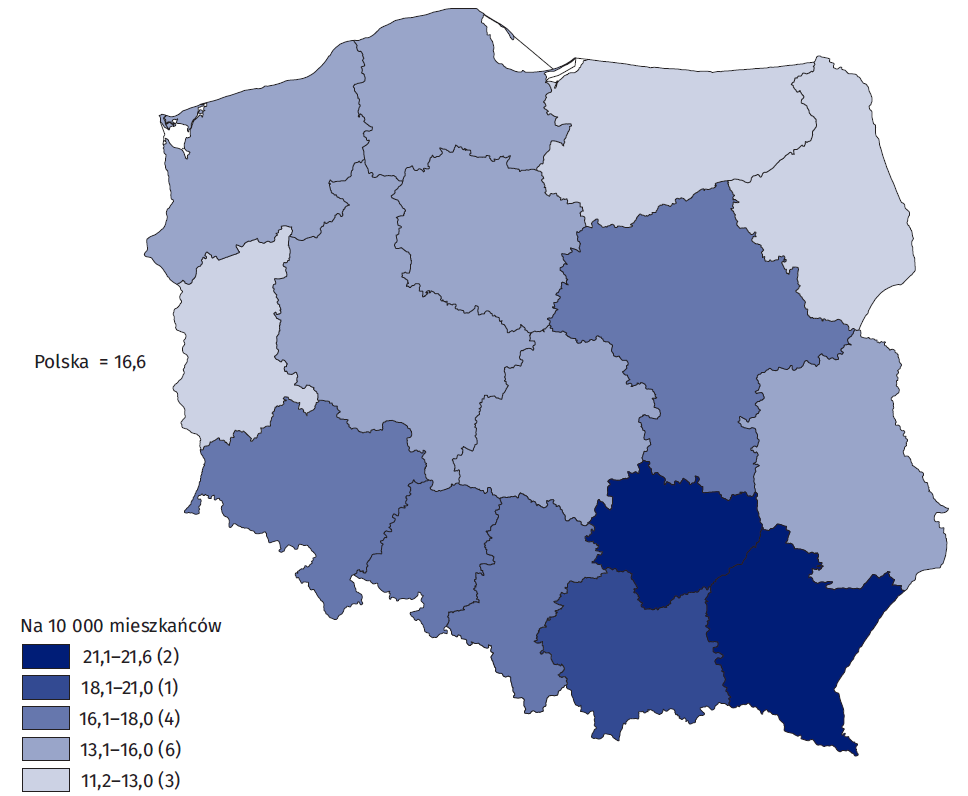 Polska = 16,6
Na 10 000 mieszkańców
21,1–21,6 (2)
18,1–21,0 (1)
16,1–18,0 (4)
13,1–16,0 (6)
11,2–13,0 (3)